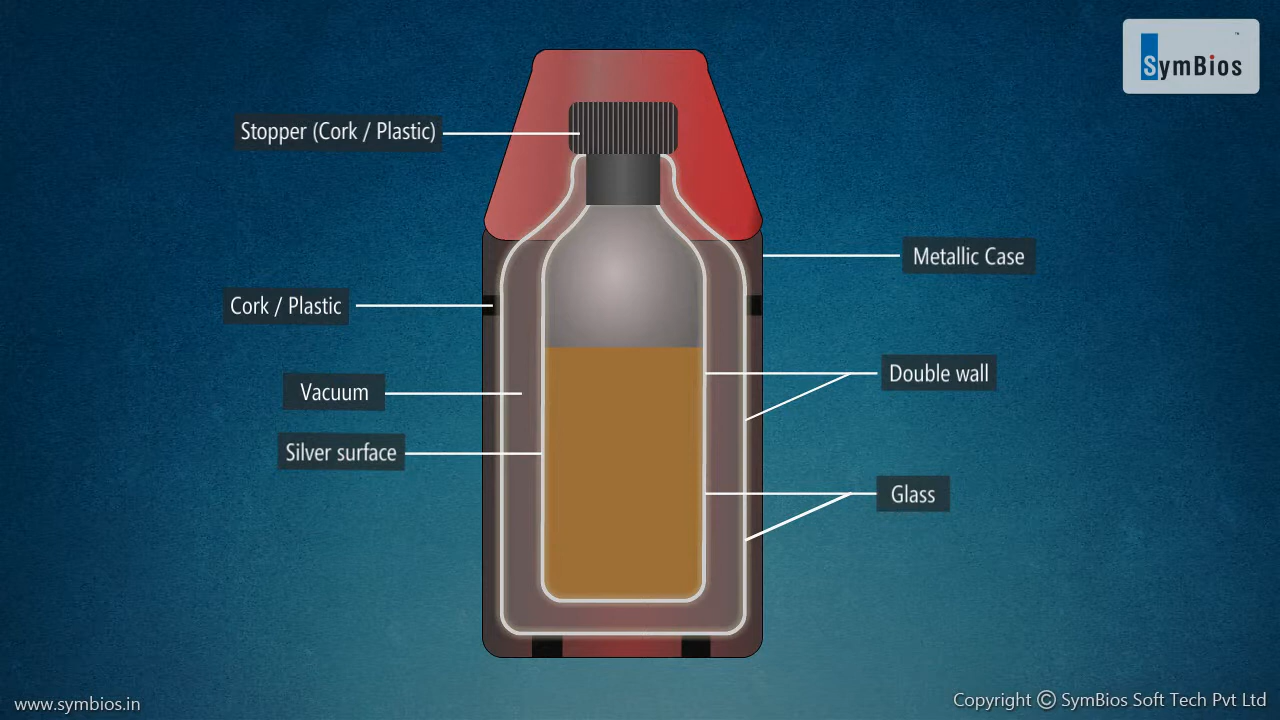 SymBios
™
Stopper (Cork / Plastic)
Metallic Case
Cork / Plastic
Double wall
Vacuum
Silver surface
Glass
www.symbios.in
Copyright © SymBios Soft Tech Pvt Ltd